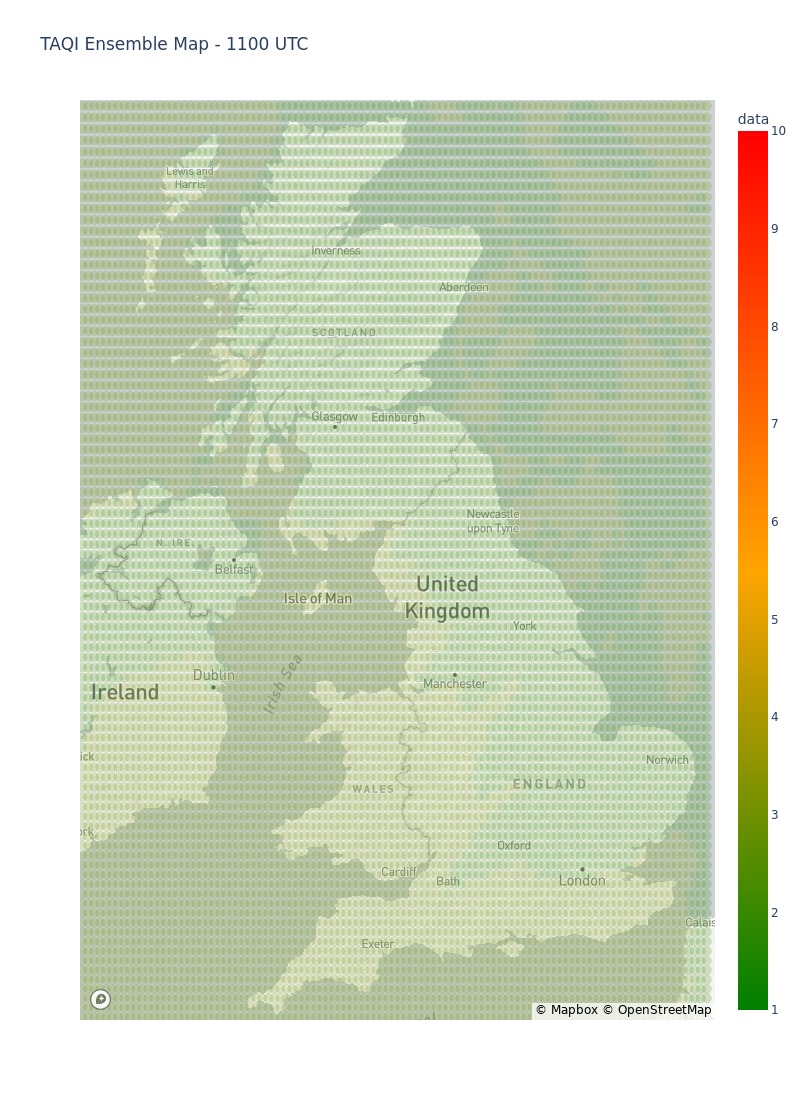 TAQI Ensemble Map - 1100 UTC
data
10
9
8
7
6
5
4
3
2
1
Lewis and
Harris
Inverness
Aberdeen
SCOTLAND
Glasgow
Edinburgh
Newcastle
upon Tyne
N. IRE.
Belfast
Isle of Man
United
Kingdom
York
Irish Sea
Dublin
Manchester
Ireland
ick
Norwich
WALES
ENGLAND
ork
Oxford
Cardiff
Bath
London
Calais
Exeter
© Mapbox © OpenStreetMap